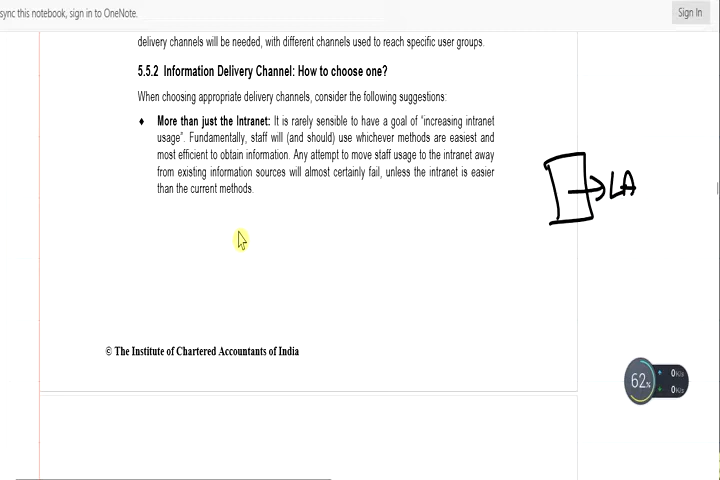 sync this notebook, sign in to OneNote.
Sign In
delivery channels will be needed, with different channels used to reach specific user groups.
5.5.2 Information Delivery Channel: How to choose one?
When choosing appropriate delivery channels, consider the following suggestions:
♦ More than just the Intranet: It is rarely sensible to have a goal of “increasing intranet
usage”. Fundamentally, staff will (and should) use whichever methods are easiest and
most efficient to obtain information. Any attempt to move staff usage to the intranet away
from existing information sources will almost certainly fail, unless the intranet is easier
than the current methods.
LA
© The Institute of Chartered Accountants of India
62%
0K/s
0K/s